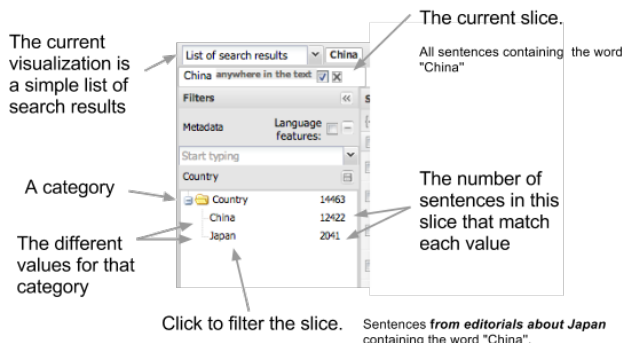 The current slice.
The current
visualization is
a simple list of
search results
All sentences containing the word
"China"
List of search results
China
China anywhere in the text
Filters
Metadata
Language
features:
Start typing
Country
A category
Country 14463
China 12422
Japan 2041
The different
values for that
category
The number of
sentences in this
slice that match
each value
Click to filter the slice.
Sentences from editorials about Japan
containing the word "China".